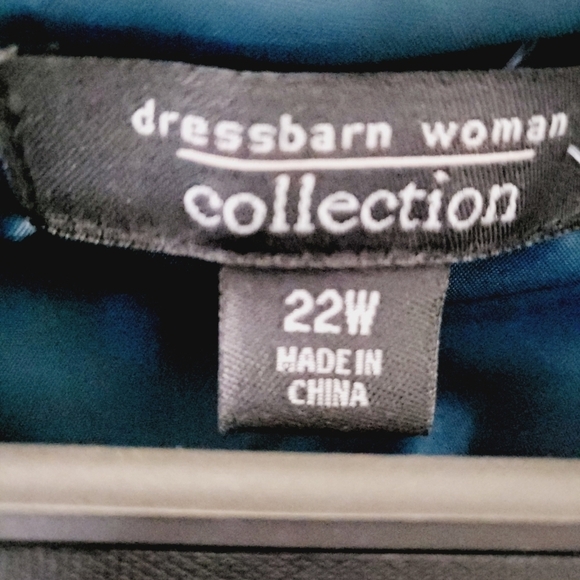 dressbarn woman
collection
22W
MADE IN
CHINA